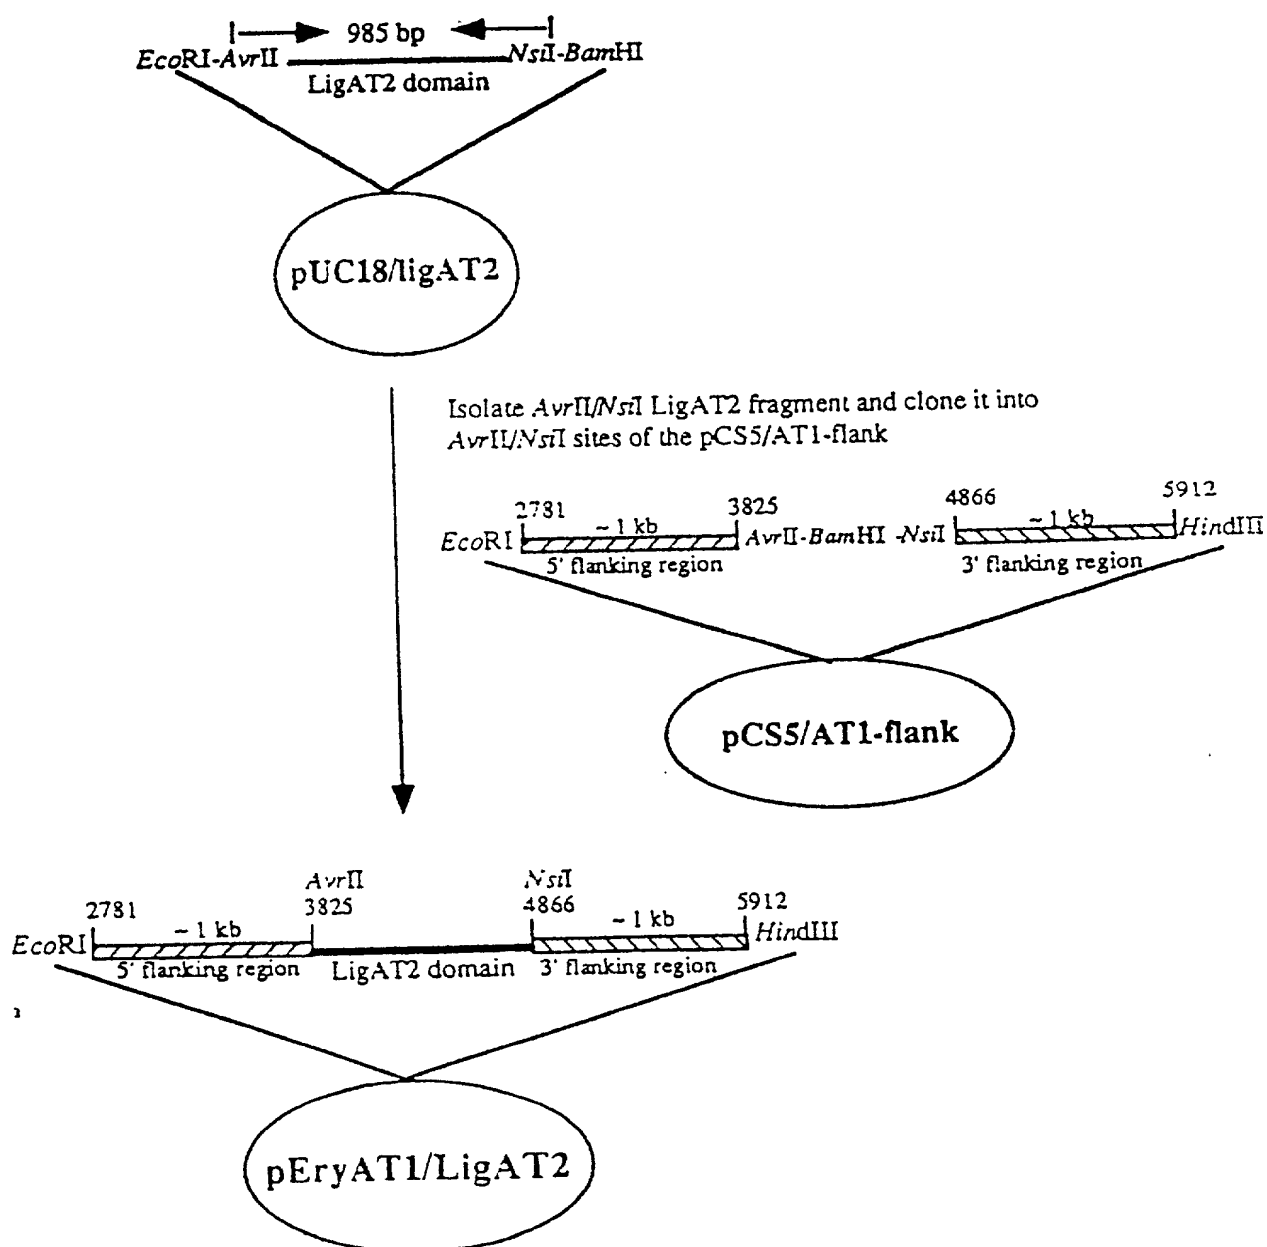 985 bp
EcoRI-AvrII NsiI-BamHI
LigAT2 domain
pUC18/ligAT2
Isolate AvrII/NsiI LigAT2 fragment and clone it into
AvrII/NsiI sites of the pCS5/AT1-flank
2781 3825 4866 5912
~ 1 kb ~ 1 kb
EcoRI AvrII-BamHI -NsiI HindIII
5' flanking region 3' flanking region
pCS5/AT1-flank
AvrII NsiI
2781 3825 4866 5912
~ 1 kb ~ 1 kb
EcoRI HindIII
5' flanking region LigAT2 domain 3' flanking region
pEryAT1/LigAT2